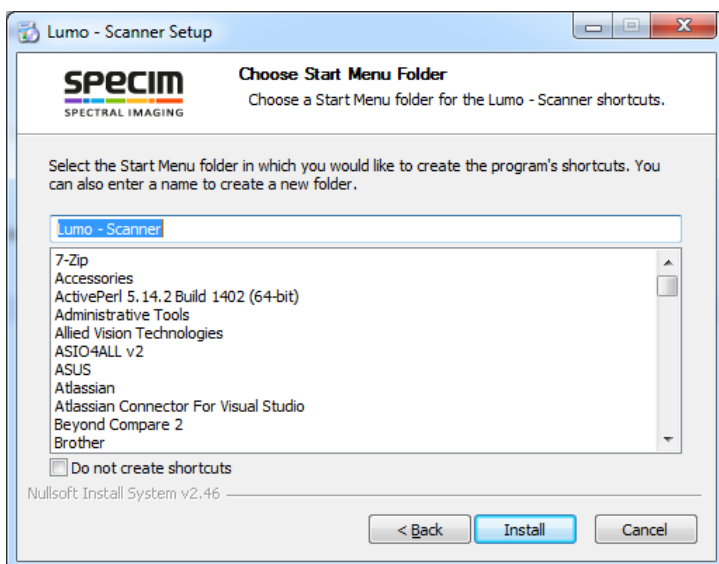 Lumo - Scanner Setup
SPECIM
SPECTRAL IMAGING
Choose Start Menu Folder
Choose a Start Menu folder for the Lumo - Scanner shortcuts.
Select the Start Menu folder in which you would like to create the program's shortcuts. You
can also enter a name to create a new folder.
Lumo - Scanner
7-Zip
Accessories
ActivePerl 5.14.2 Build 1402 (64-bit)
Administrative Tools
Allied Vision Technologies
ASIO4ALL v2
ASUS
Atlassian
Atlassian Connector For Visual Studio
Beyond Compare 2
Brother
Do not create shortcuts
Nullsoft Install System v2.46
< Back Install Cancel